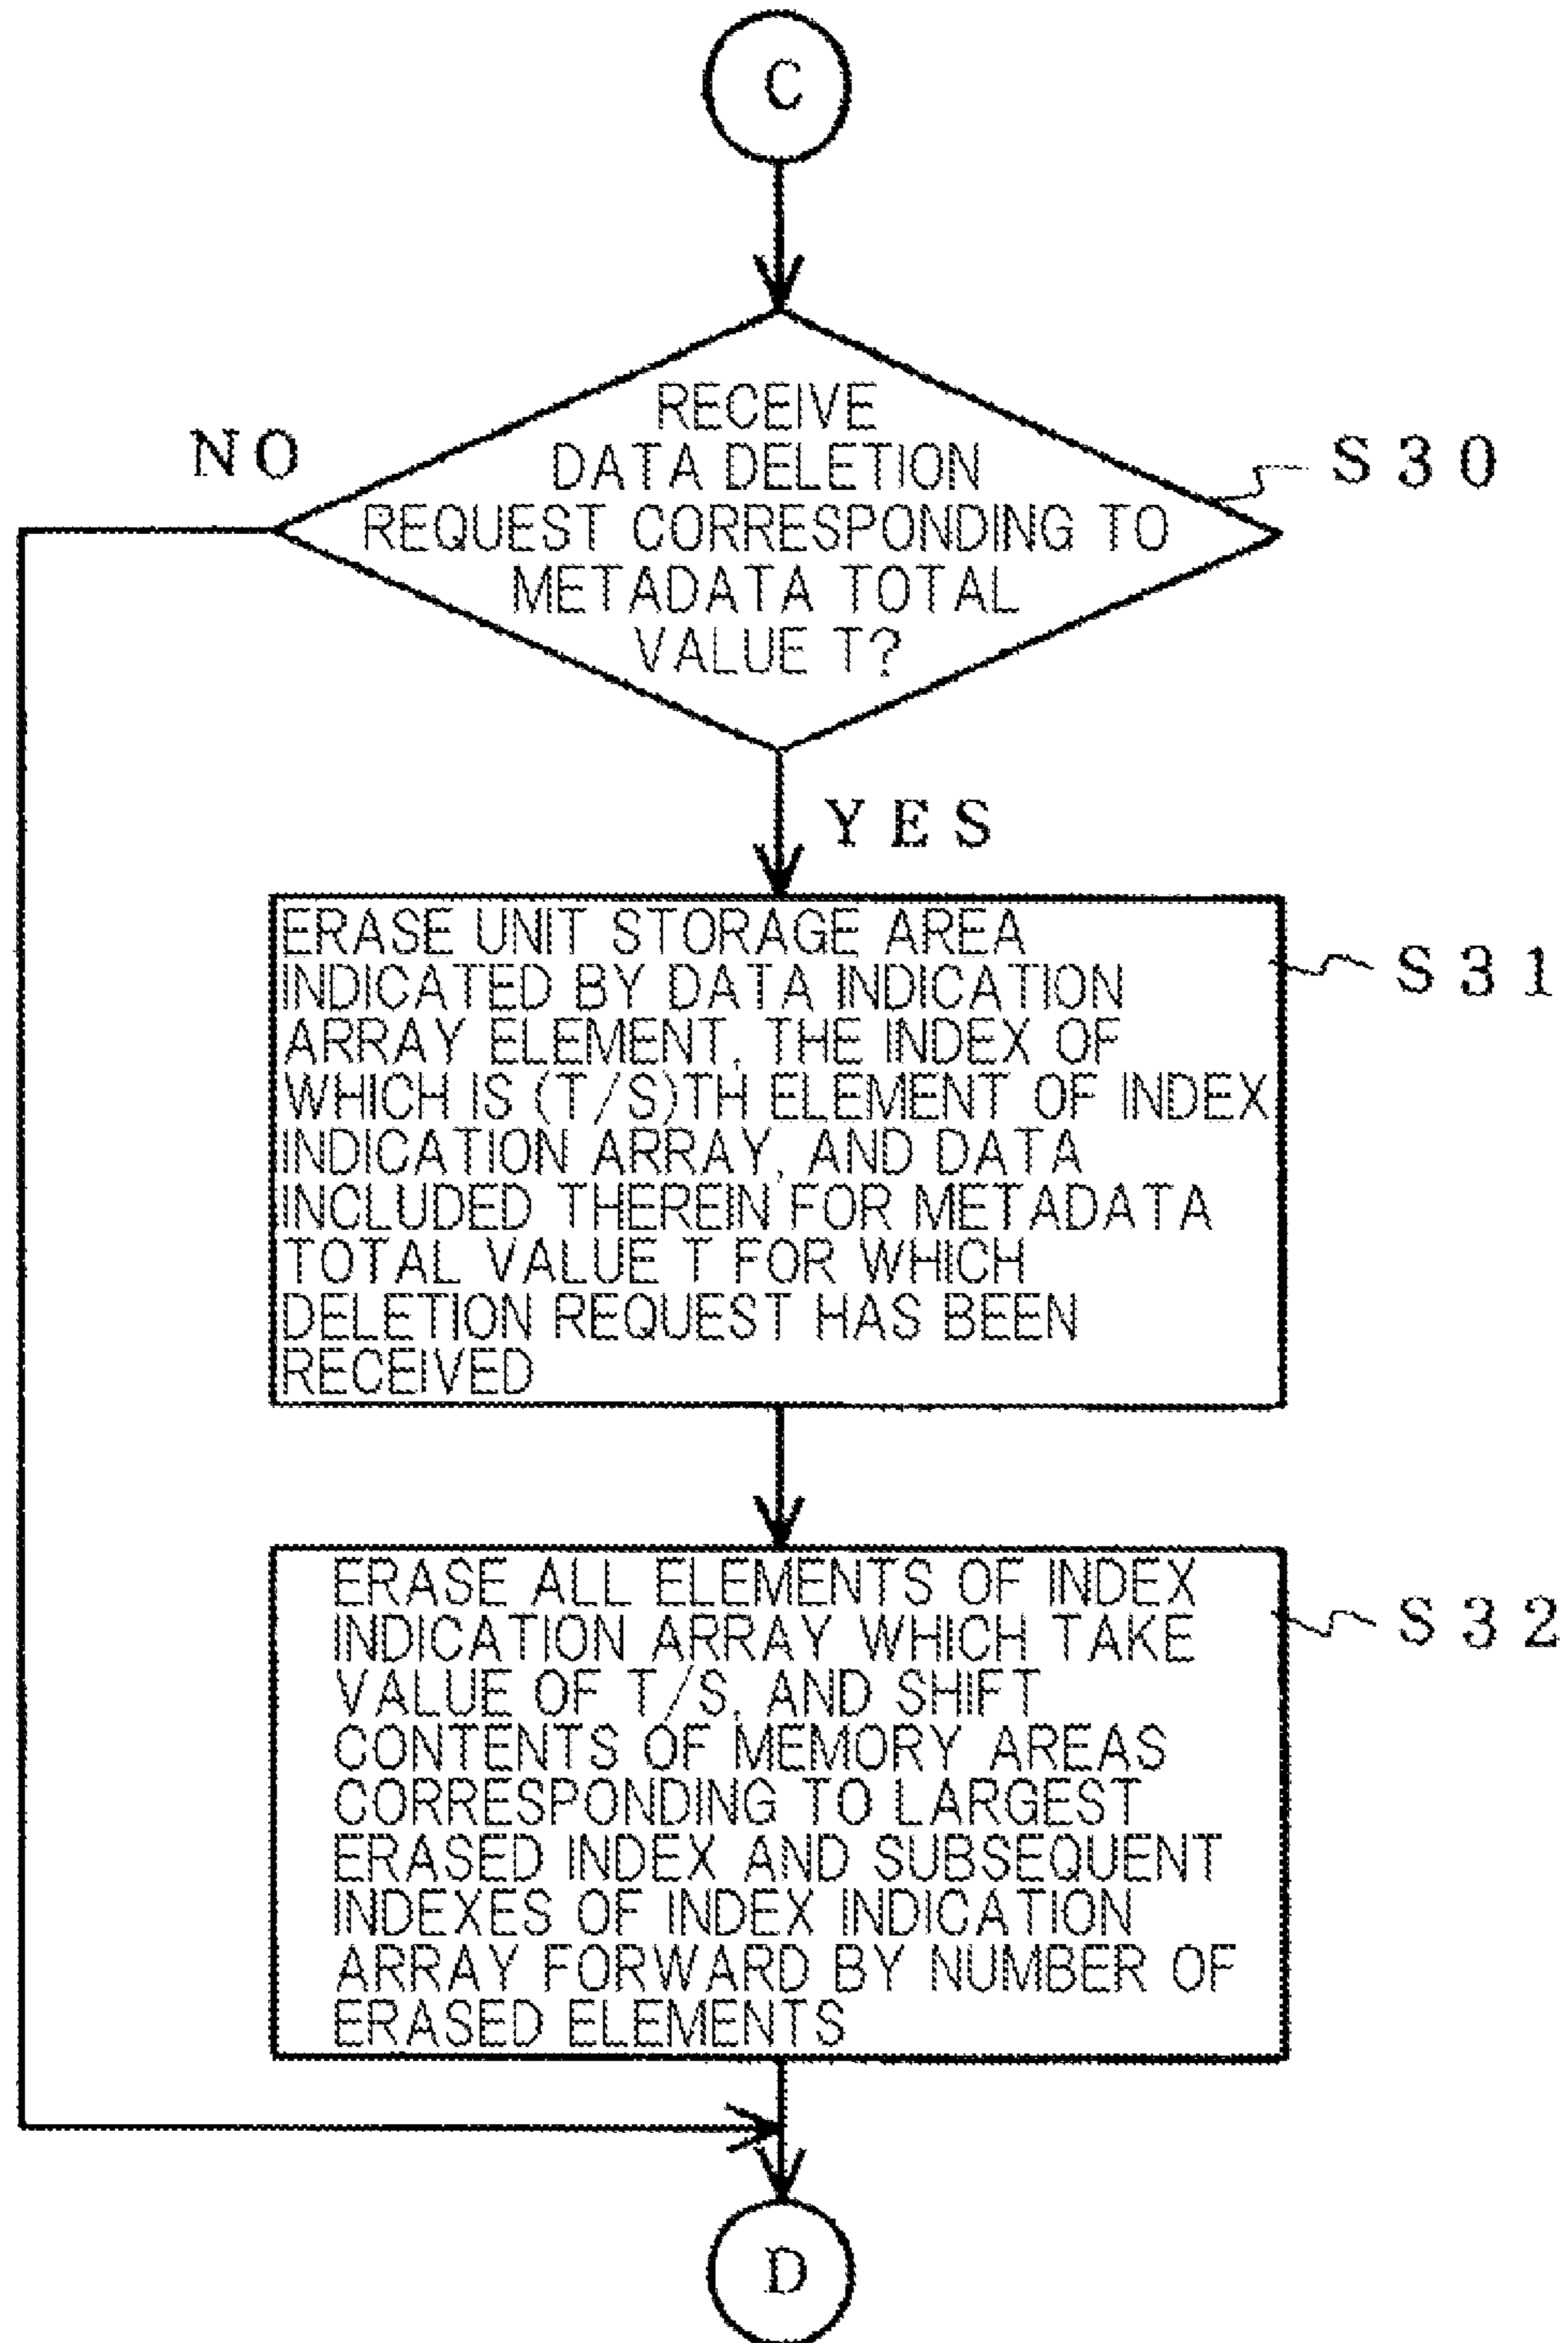 C
RECEIVE
DATA DELETION
REQUEST CORRESPONDING TO
METADATA TOTAL
VALUE T?
NO
S30
YES
ERASE UNIT STORAGE AREA
INDICATED BY DATA INDICATION
ARRAY ELEMENT, THE INDEX OF
WHICH IS (T/S)TH ELEMENT OF INDEX
INDICATION ARRAY, AND DATA
INCLUDED THEREIN FOR METADATA
TOTAL VALUE T FOR WHICH
DELETION REQUEST HAS BEEN
RECEIVED
S31
ERASE ALL ELEMENTS OF INDEX
INDICATION ARRAY WHICH TAKE
VALUE OF T/S, AND SHIFT
CONTENTS OF MEMORY AREAS
CORRESPONDING TO LARGEST
ERASED INDEX AND SUBSEQUENT
INDEXES OF INDEX INDICATION
ARRAY FORWARD BY NUMBER OF
ERASED ELEMENTS
S32
D